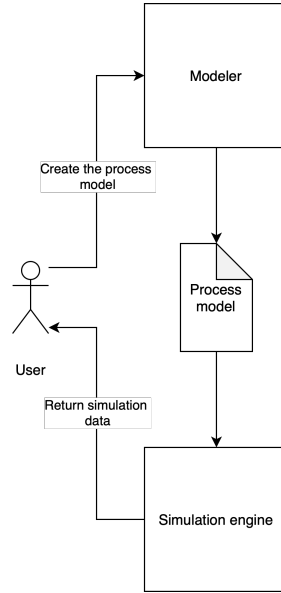 Modeler
Create the process
model
Process
model
User
Return simulation
data
Simulation engine